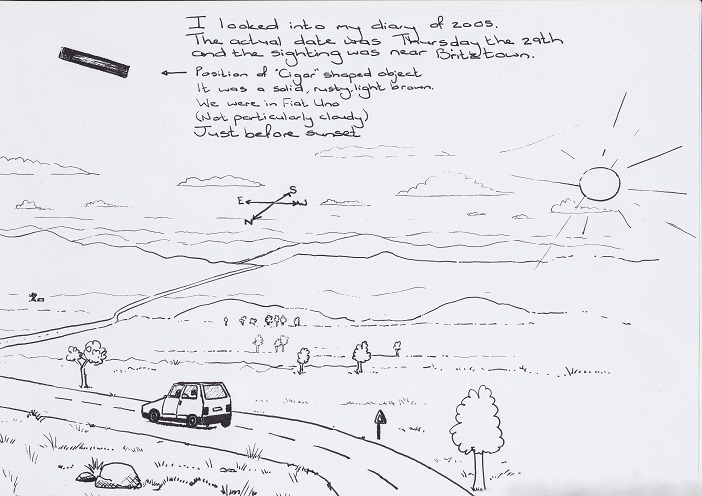 I looked into my diary of 2005.
The actual date was Thursday the 29th
and the sighting was near Britztown.
Position of "Cigar" shaped object
It was a solid, rusty.light brown.
We were in Fiat Uno
(Not particularly cloudy)
Just before sunset
S
E W
N